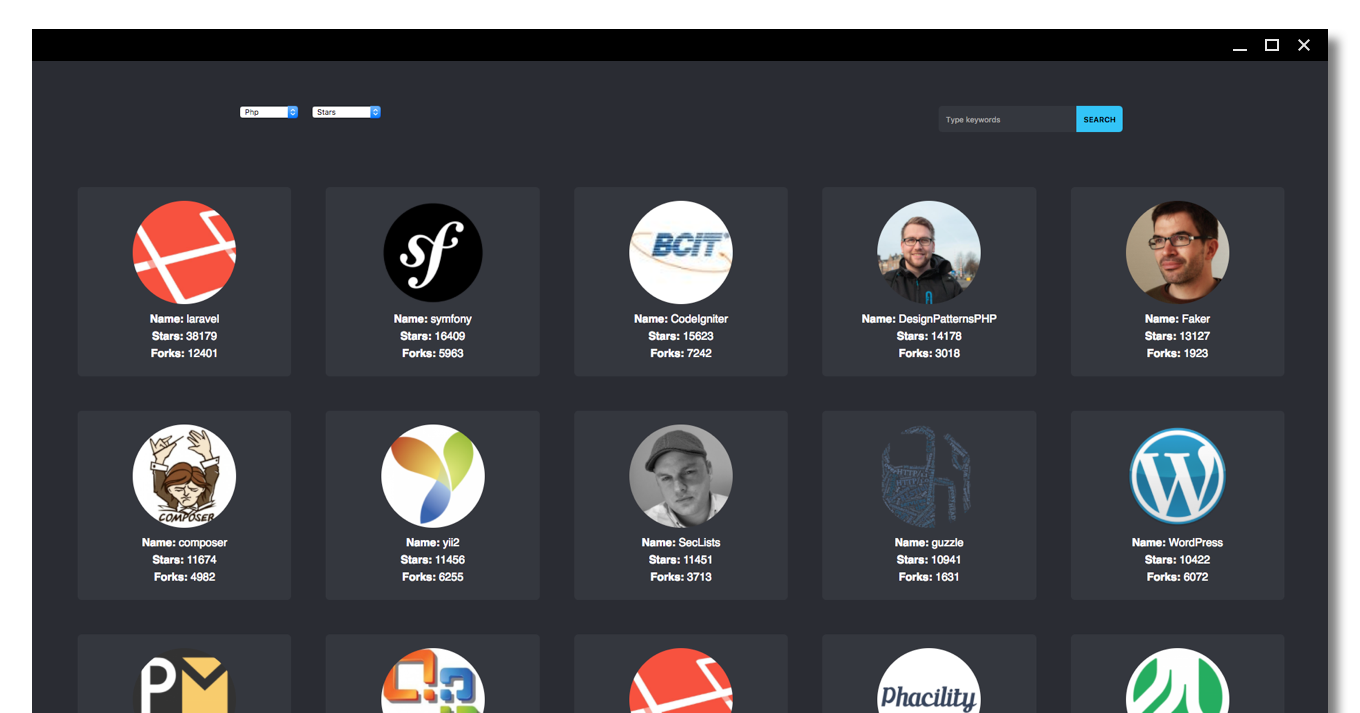 Php
Stars
Type keywords
SEARCH
sf
BCIT
Name: laravel
Stars: 38179
Forks: 12401
Name: symfony
Stars: 16409
Forks: 5963
Name: CodeIgniter
Stars: 15623
Forks: 7242
Name: DesignPatternsPHP
Stars: 14178
Forks: 3018
Name: Faker
Stars: 13127
Forks: 1923
COMPOSER
W
Name: composer
Stars: 11674
Forks: 4982
Name: yii2
Stars: 11456
Forks: 6255
Name: SecLists
Stars: 11451
Forks: 3713
Name: guzzle
Stars: 10941
Forks: 1631
Name: WordPress
Stars: 10422
Forks: 6072
PM
Phacility